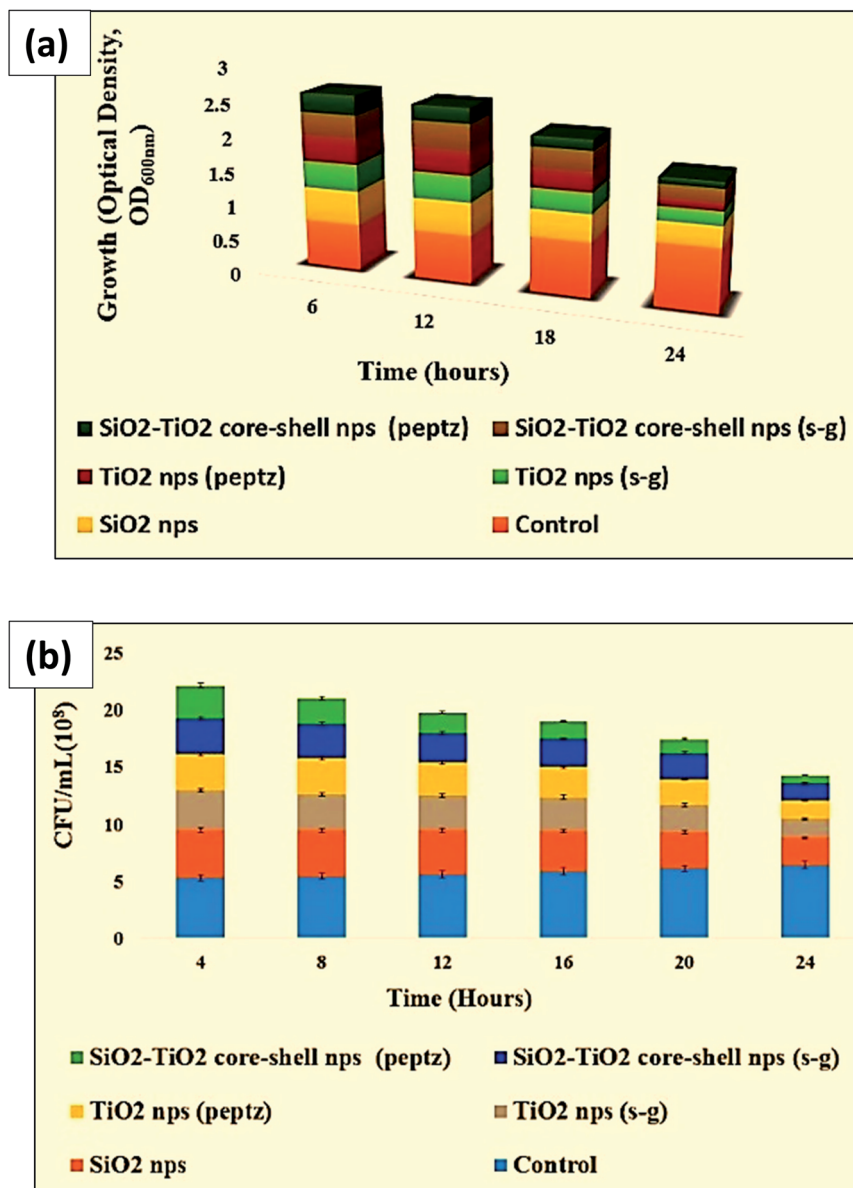 (a)
Growth (Optical Density,
OD600nm)
3
2.5
2
1.5
1
0.5
0
6
12
18
24
Time (hours)
SiO2-TiO2 core-shell nps (peptz)
SiO2-TiO2 core-shell nps (s-g)
TiO2 nps (peptz)
TiO2 nps (s-g)
SiO2 nps
Control
(b)
CFU/mL(10⁸)
25
20
15
10
5
0
4 8 12 16 20 24
Time (Hours)
SiO2-TiO2 core-shell nps (peptz)
SiO2-TiO2 core-shell nps (s-g)
TiO2 nps (peptz)
TiO2 nps (s-g)
SiO2 nps
Control